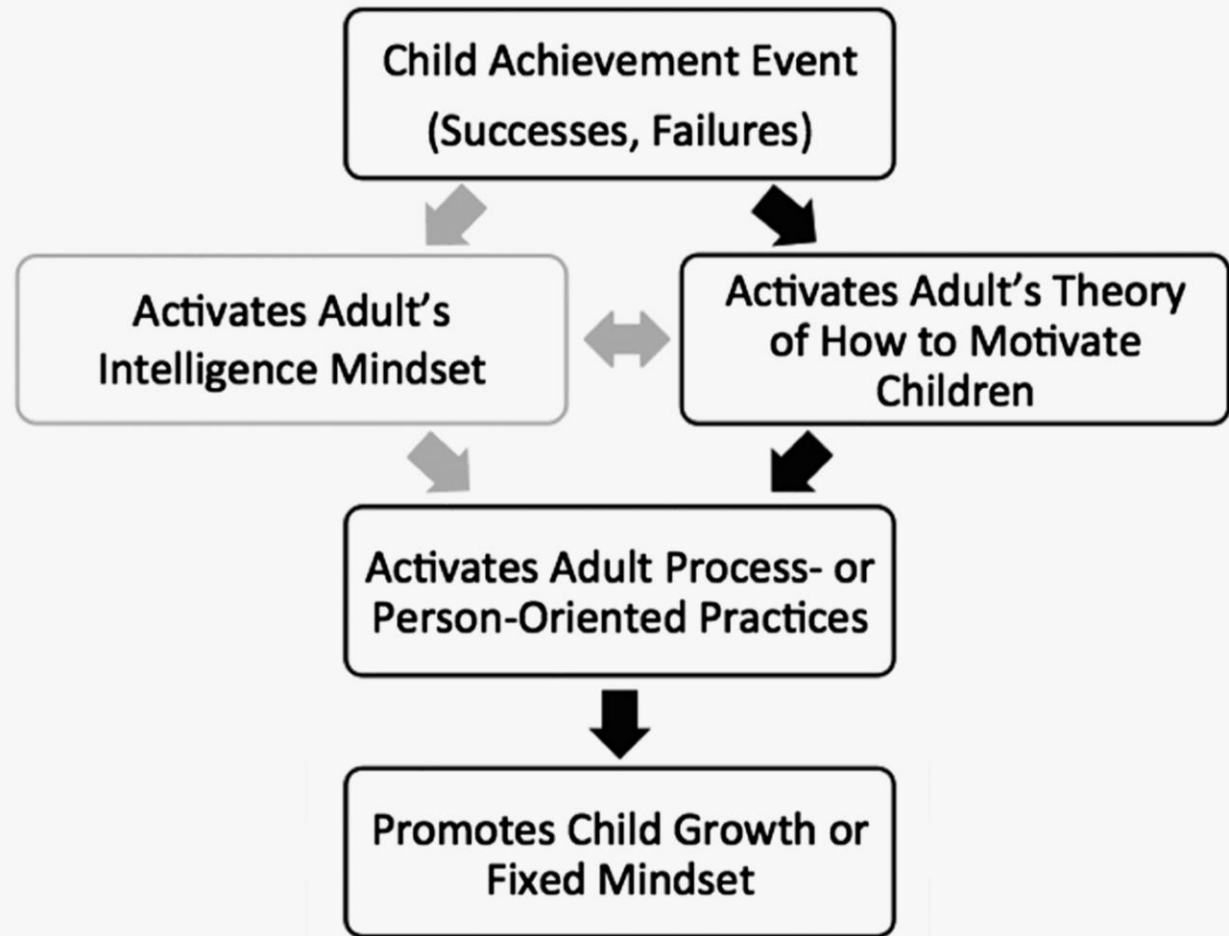 Child Achievement Event
(Successes, Failures)
Activates Adult's
Intelligence Mindset
Activates Adult's Theory
of How to Motivate
Children
Activates Adult Process- or
Person-Oriented Practices
Promotes Child Growth or
Fixed Mindset